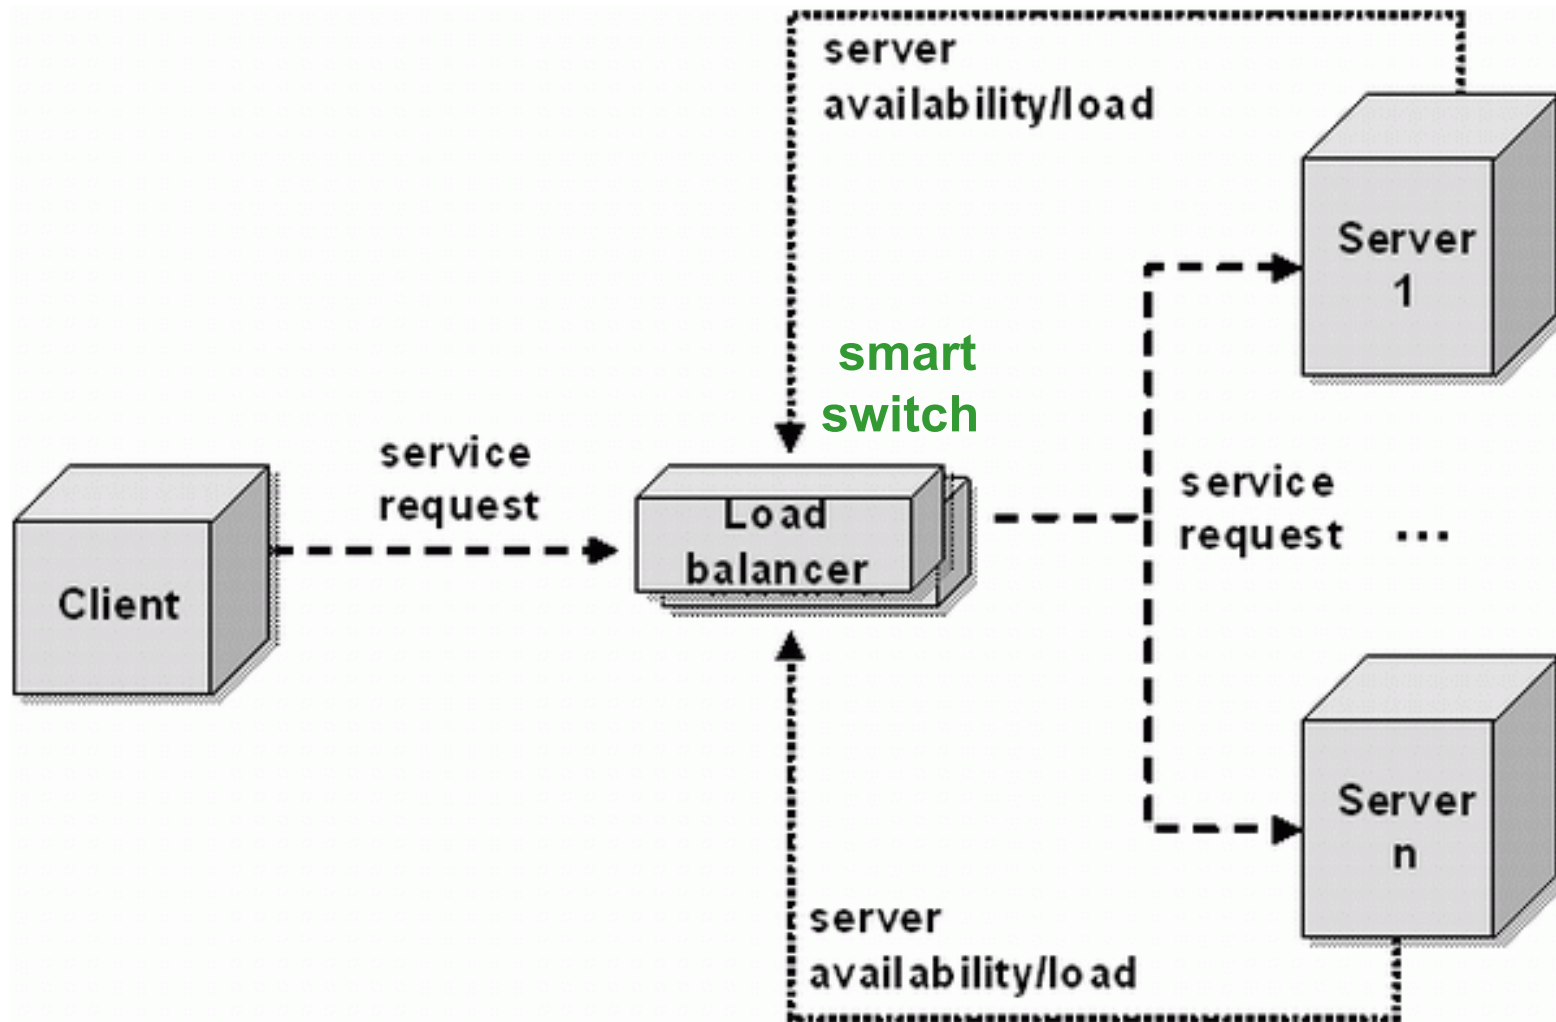 server
availability/load
Server
1
smart
switch
service
request
Load
balancer
service
request ...
Client
Server
n
server
availability/load